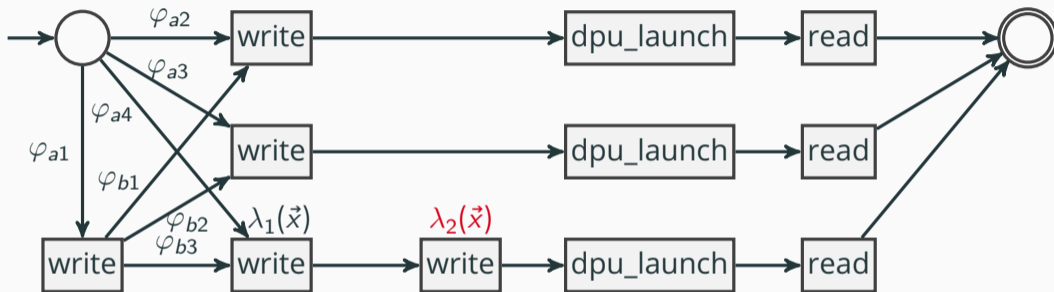 φa2
write dpu_launch read
φa3
φa4
φa1
write dpu_launch read
φb1
φb2 λ1(x⃗) λ2(x⃗)
φb3
write write write dpu_launch read